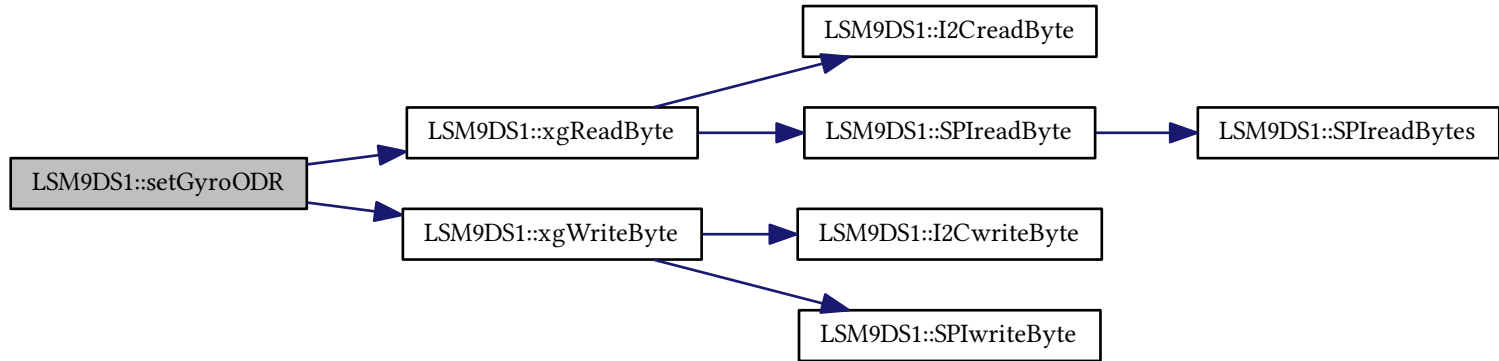 LSM9DS1::I2CreadByte
LSM9DS1::xgReadByte
LSM9DS1::SPIreadByte
LSM9DS1::SPIreadBytes
LSM9DS1::setGyroODR
LSM9DS1::xgWriteByte
LSM9DS1::I2CwriteByte
LSM9DS1::SPIwriteByte